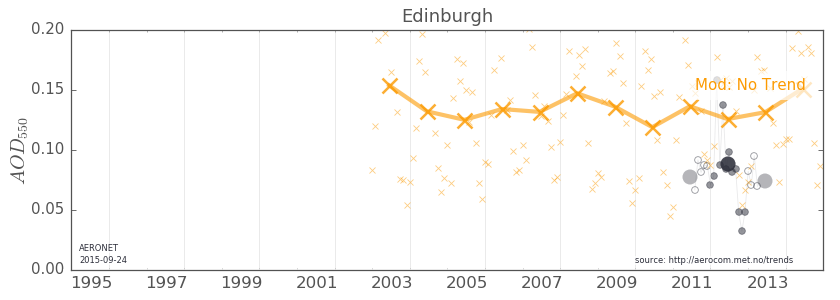 Edinburgh
0.20
0.15
0.10
0.05
0.00
AOD550
Mod: No Trend
AERONET
2015-09-24
source: http://aerocom.met.no/trends
1995 1997 1999 2001 2003 2005 2007 2009 2011 2013